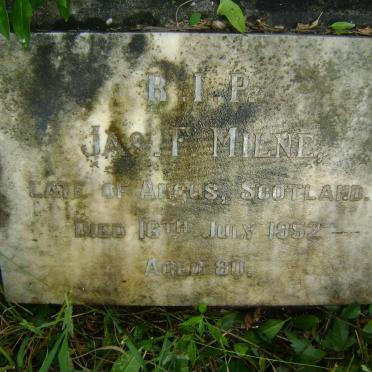 R.I.P.
JAS. F. MILNE,
LATE OF ANGUS, SCOTLAND.
DIED 16TH JULY 1952
AGED 80.